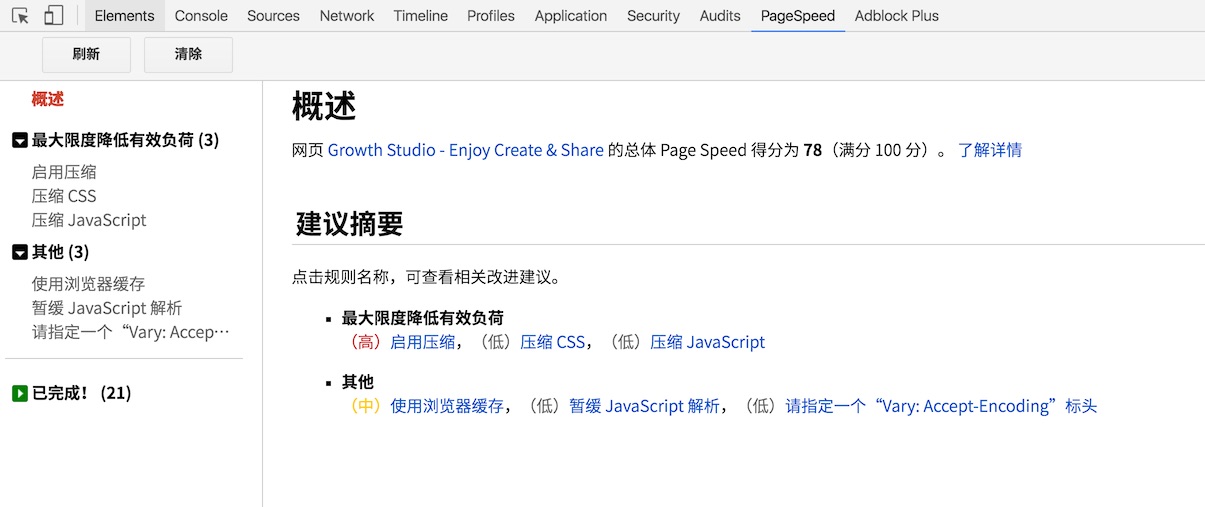 Elements Console Sources Network Timeline Profiles Application Security Audits PageSpeed Adblock Plus
刷新 清除
概述
最大限度降低有效负荷 (3)
启用压缩
压缩 CSS
压缩 JavaScript
其他 (3)
使用浏览器缓存
暂缓 JavaScript 解析
请指定一个“Vary: Accep…
已完成！ (21)
概述
网页 Growth Studio - Enjoy Create & Share 的总体 Page Speed 得分为 78（满分 100 分）。 了解详情
建议摘要
点击规则名称，可查看相关改进建议。
▪ 最大限度降低有效负荷
（高）启用压缩，（低）压缩 CSS，（低）压缩 JavaScript
▪ 其他
（中）使用浏览器缓存，（低）暂缓 JavaScript 解析，（低）请指定一个“Vary: Accept-Encoding”标头